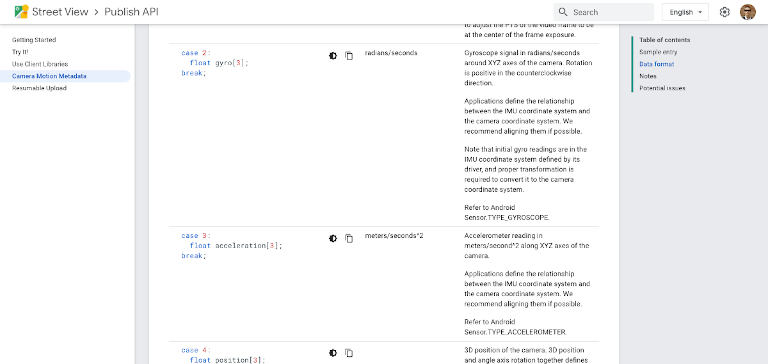 Street View > Publish API
Search
English
Getting Started
Try It!
Use Client Libraries
Camera Motion Metadata
Resumable Upload
to adjust the PTS of the video frame to be
at the center of the frame exposure.
case 2:
float gyro[3];
break;
radians/seconds
Gyroscope signal in radians/seconds
around XYZ axes of the camera. Rotation
is positive in the counterclockwise
direction.
Applications define the relationship
between the IMU coordinate system and
the camera coordinate system. We
recommend aligning them if possible.
Note that initial gyro readings are in the
IMU coordinate system defined by its
driver, and proper transformation is
required to convert it to the camera
coordinate system.
Refer to Android
Sensor.TYPE_GYROSCOPE.
case 3:
float acceleration[3];
break;
meters/seconds^2
Accelerometer reading in
meters/second^2 along XYZ axes of the
camera.
Applications define the relationship
between the IMU coordinate system and
the camera coordinate system. We
recommend aligning them if possible.
Refer to Android
Sensor.TYPE_ACCELEROMETER.
case 4:
float position[3];
3D position of the camera. 3D position
and angle axis rotation together defines
Table of contents
Sample entry
Data format
Notes
Potential issues